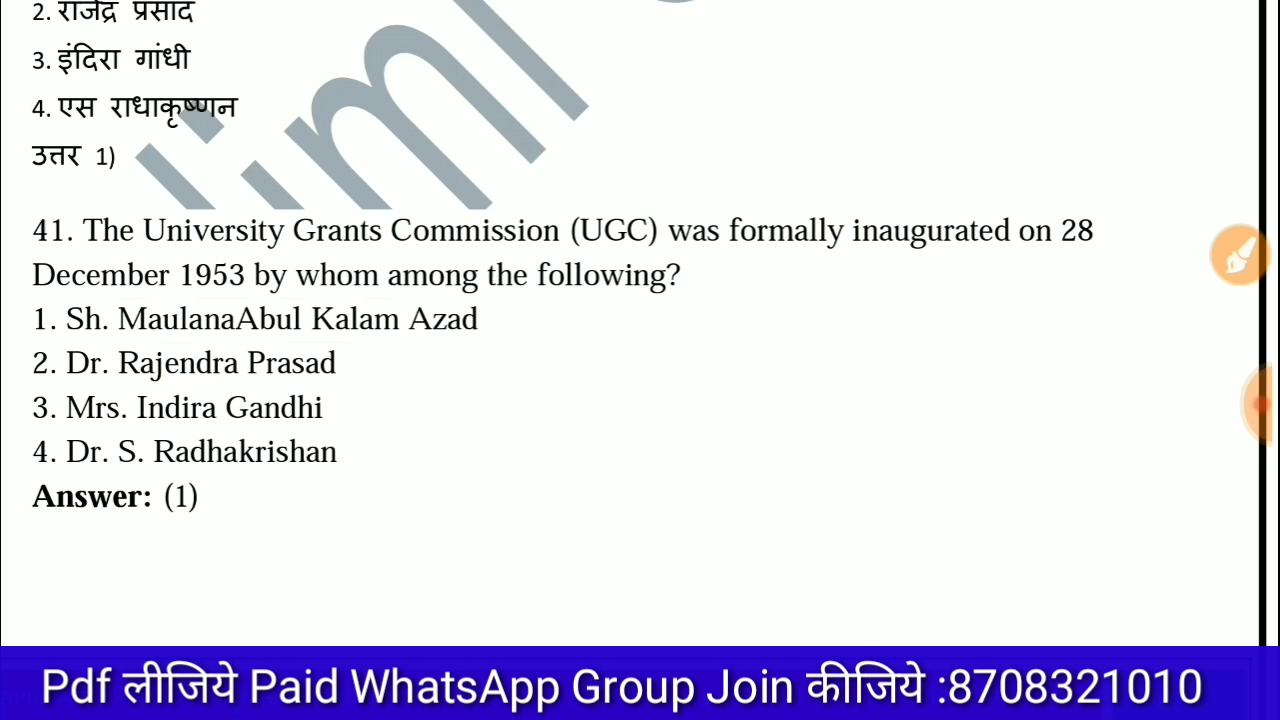 2. राजेंद्र प्रसाद
3. इंदिरा गांधी
4. एस राधाकृष्णन
उत्तर 1)
41. The University Grants Commission (UGC) was formally inaugurated on 28
December 1953 by whom among the following?
1. Sh. MaulanaAbul Kalam Azad
2. Dr. Rajendra Prasad
3. Mrs. Indira Gandhi
4. Dr. S. Radhakrishan
Answer: (1)
Pdf लीजिये Paid WhatsApp Group Join कीजिये :8708321010